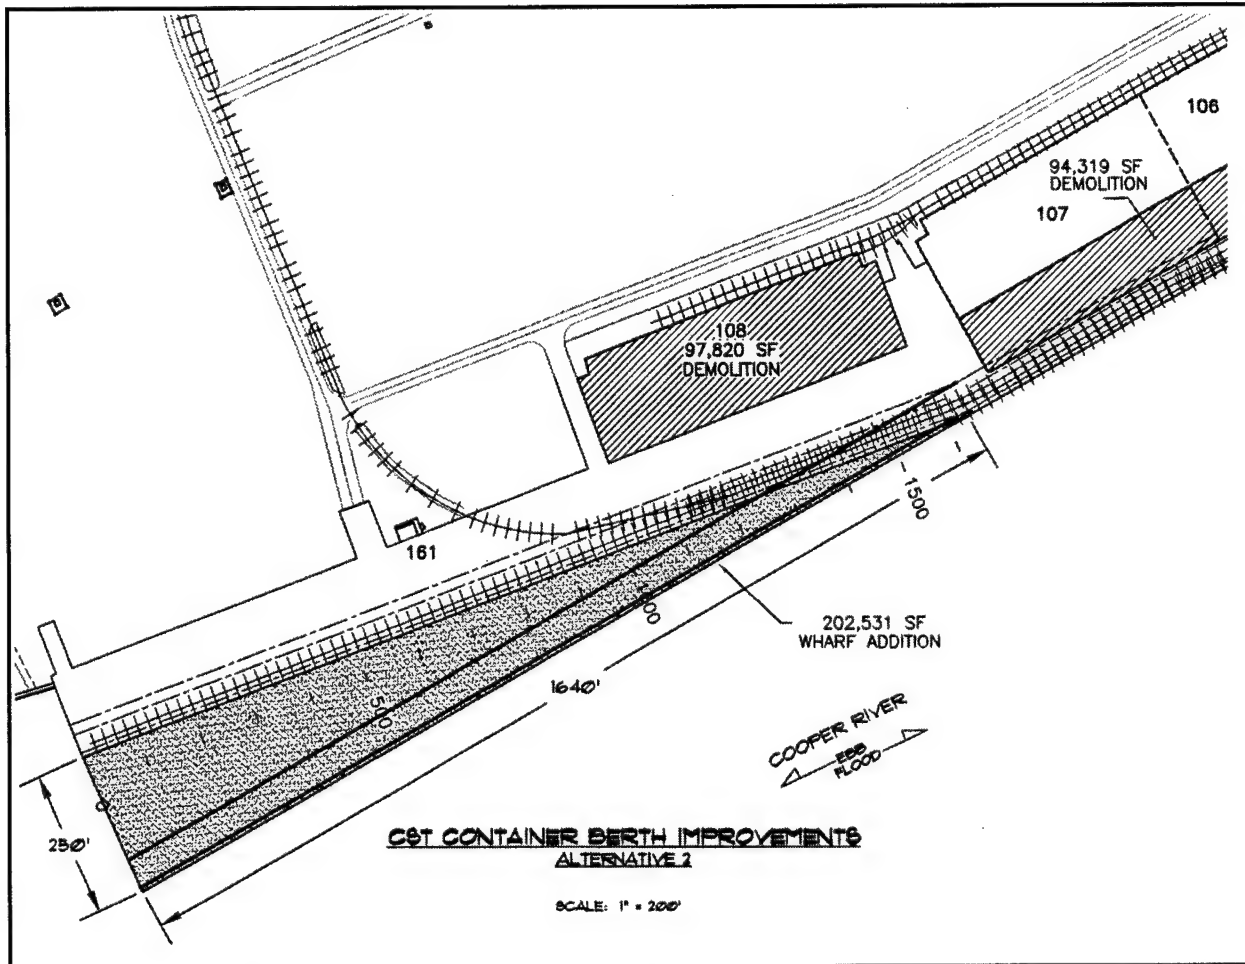 106
94,319 SF
DEMOLITION
107
108
97,820 SF
DEMOLITION
1500
161
1000
202,531 SF
WHARF ADDITION
1640'
500
COOPER RIVER
EBB
FLOOD
0
250'
CST CONTAINER BERTH IMPROVEMENTS
ALTERNATIVE 2
SCALE: 1" = 200'